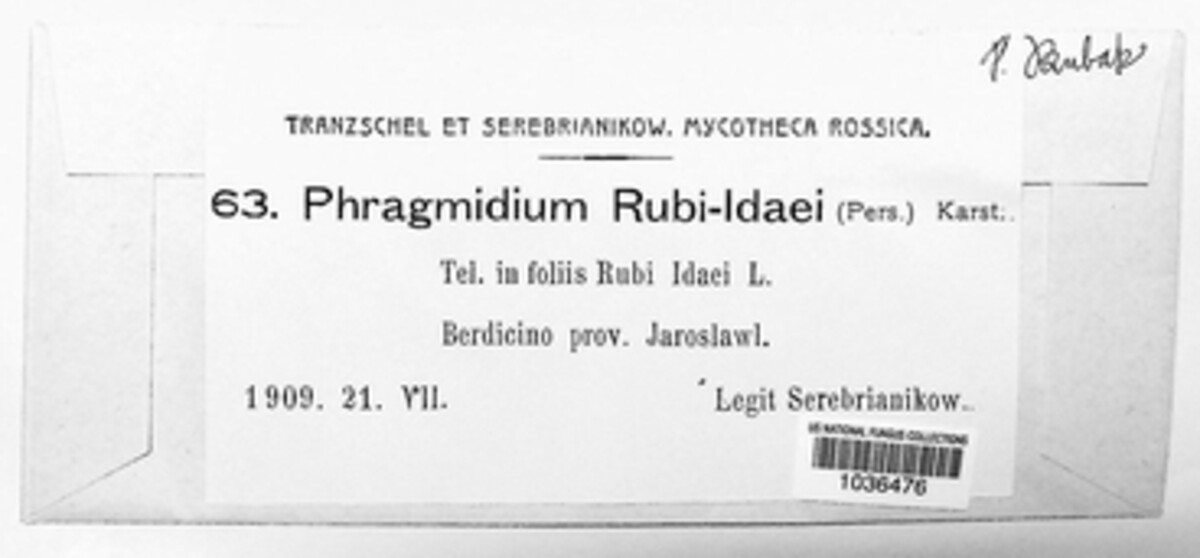 TRANZSCHEL ET SEREBRIANIKOW. MYCOTHECA ROSSICA.
63. Phragmidium Rubi-Idaei (Pers.) Karst.
Tel. in foliis Rubi Idaei L.
Berdicino prov. Jaroslawl.
1909. 21. VII.
Legit Serebrianikow.
US NATIONAL FUNGUS COLLECTIONS
1036476